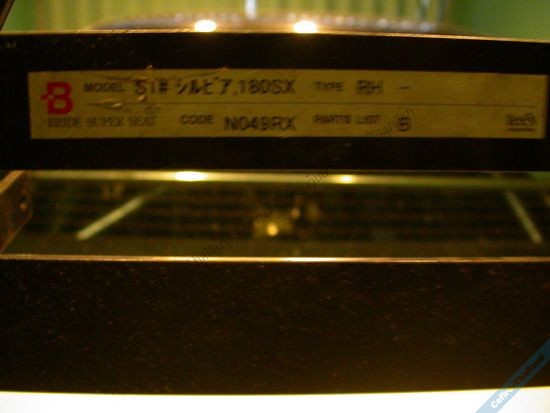 B MODEL S1# シルビア,180SX TYPE RH -
BRIDE SUPER SEAT CODE N049RX PARTS LIST B